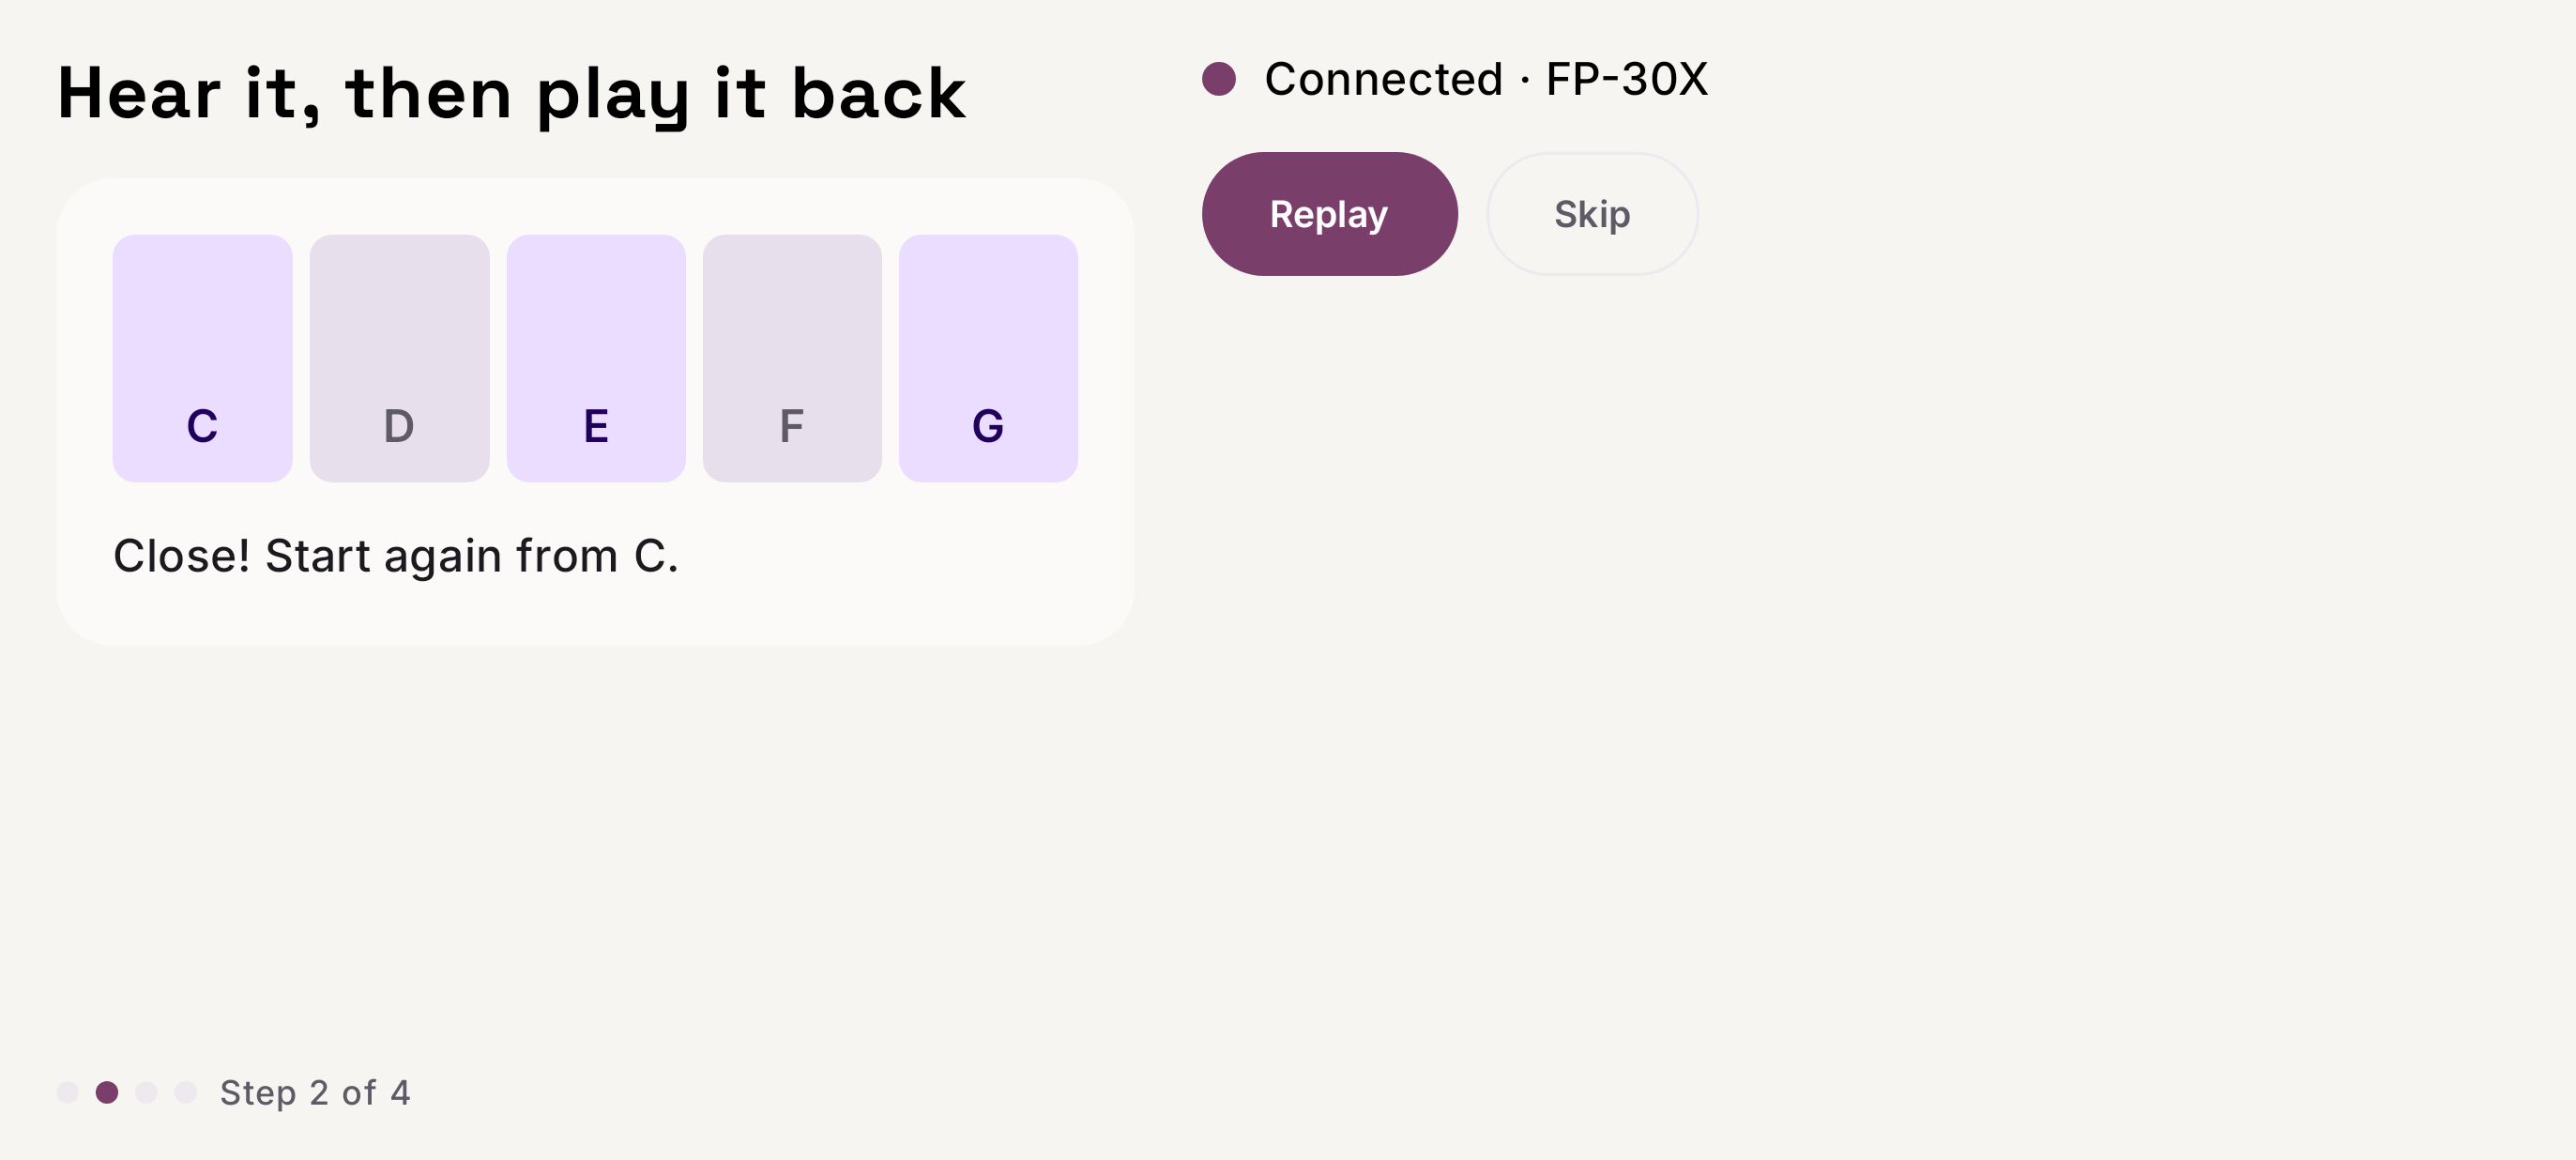 Hear it, then play it back
C D E F G
Close! Start again from C.
Connected · FP-30X
Replay
Skip
Step 2 of 4